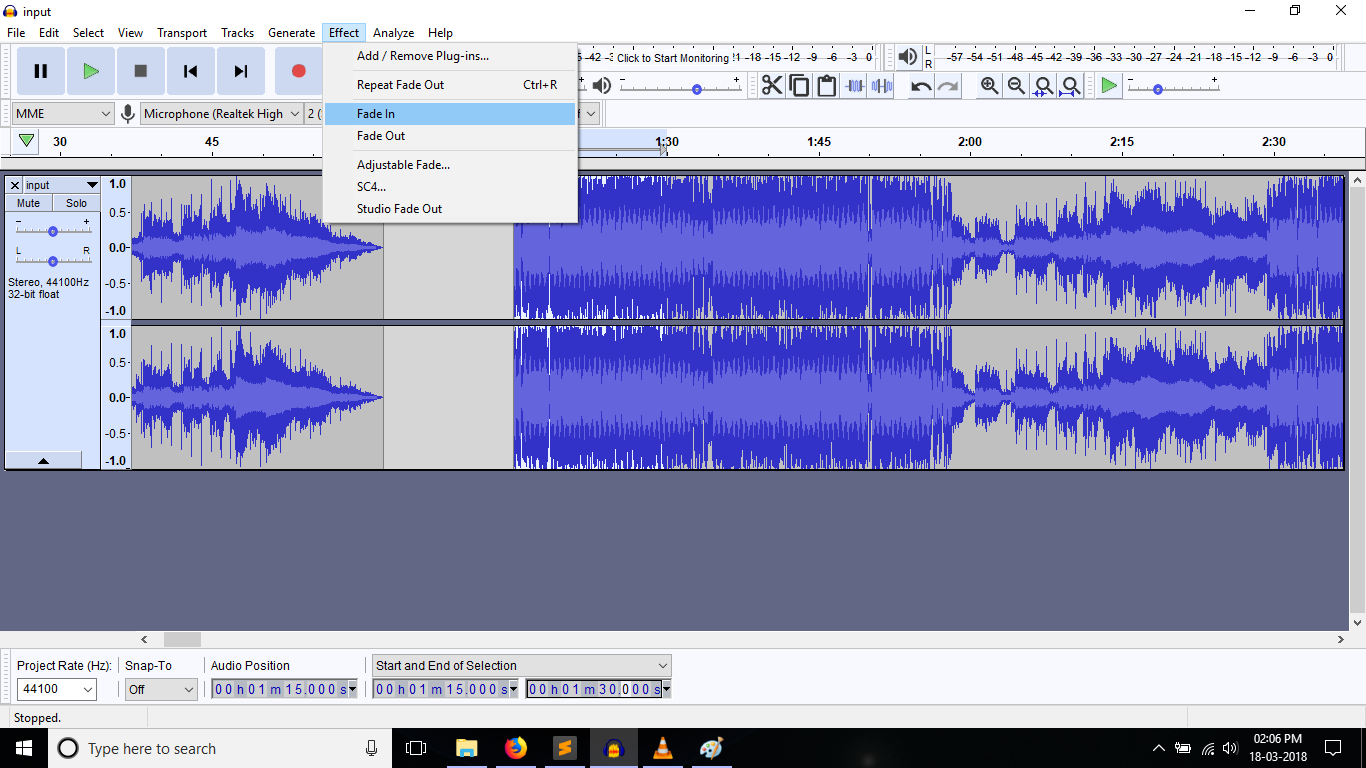 input
File Edit Select View Transport Tracks Generate Effect Analyze Help
Add / Remove Plug-ins...
Repeat Fade Out Ctrl+R
Fade In
Fade Out
Adjustable Fade...
SC4...
Studio Fade Out
-42 -3 Click to Start Monitoring !1 -18 -15 -12 -9 -6 -3 0
L
R
-57 -54 -51 -48 -45 -42 -39 -36 -33 -30 -27 -24 -21 -18 -15 -12 -9 -6 -3 0
- +
- +
MME Microphone (Realtek High 2 (
30 45 1:30 1:45 2:00 2:15 2:30
input
Mute Solo
- +
L R
Stereo, 44100Hz
32-bit float
1.0
0.5-
0.0-
-0.5-
-1.0
1.0
0.5-
0.0-
-0.5-
-1.0
Project Rate (Hz): Snap-To Audio Position Start and End of Selection
44100 Off 00 h 01 m 15.000 s 00 h 01 m 15.000 s 00 h 01 m 30.000 s
Stopped.
Type here to search
02:06 PM
18-03-2018